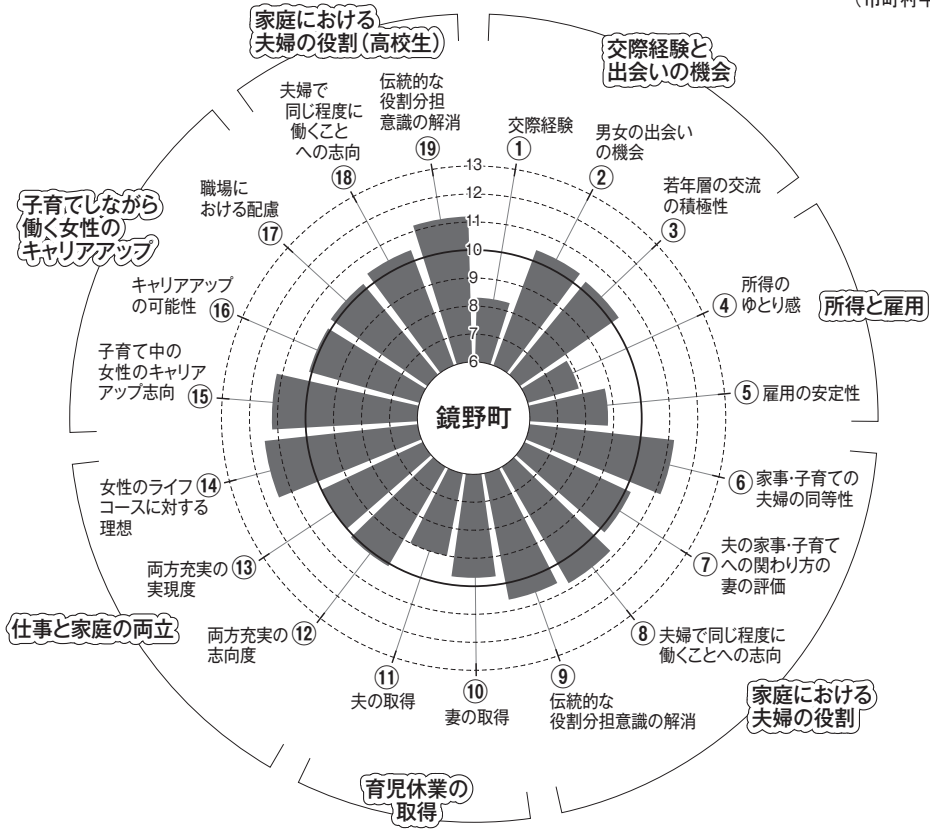 （市町村平
家庭における
夫婦の役割（高校生）
交際経験と
出会いの機会
夫婦で
同じ程度に
働くこと
への志向
⑱
伝統的な
役割分担
意識の解消
⑲
交際経験
①
男女の出会い
の機会
②
若年層の交流
の積極性
③
職場に
おける配慮
⑰
子育てしながら
働く女性の
キャリアアップ
キャリアアップ
の可能性
⑯
子育て中の
女性のキャリア
アップ志向
⑮
13
12
11
10
9
8
7
6
鏡野町
④
所得の
ゆとり感
所得と雇用
⑤ 雇用の安定性
⑥ 家事・子育ての
夫婦の同等性
⑦
夫の家事・子育て
への関わり方の
妻の評価
⑧ 夫婦で同じ程度に
働くことへの志向
家庭における
夫婦の役割
⑨
伝統的な
役割分担意識の解消
⑩
妻の取得
⑪
夫の取得
育児休業の
取得
両方充実の ⑫
志向度
両方充実の ⑬
実現度
女性のライフ ⑭
コースに対する
理想
仕事と家庭の両立